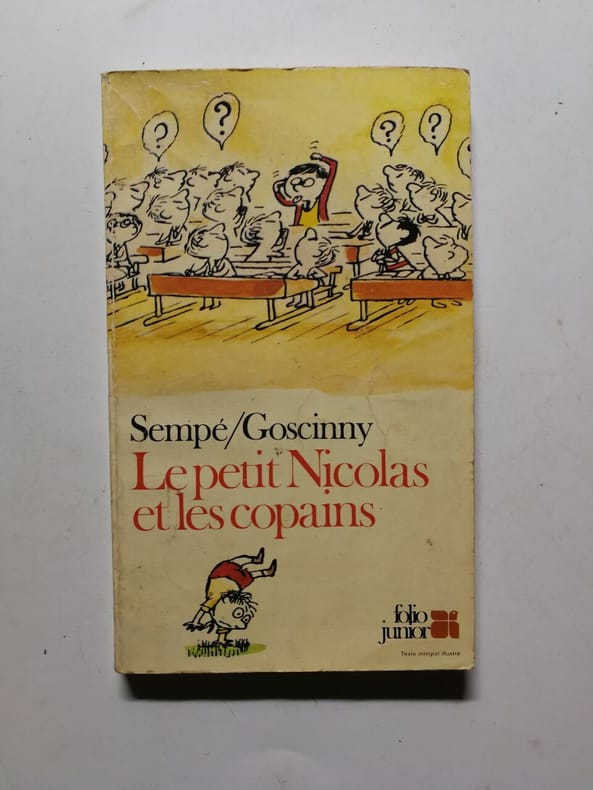 ? ? ? ?
Sempé/Goscinny
Le petit Nicolas
et les copains
folio
junior
Texte intégral illustré